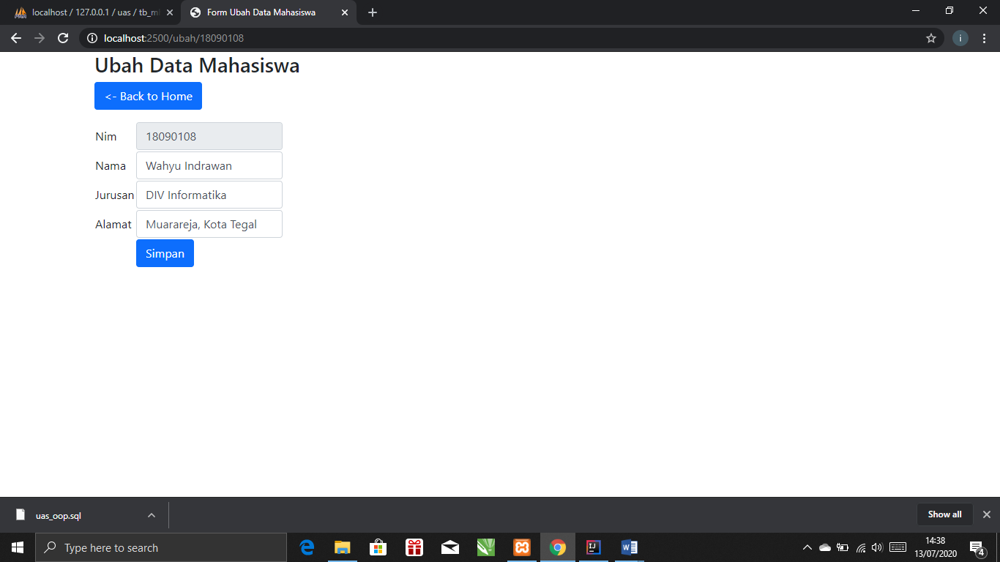 localhost / 127.0.0.1 / uas / tb_m
Form Ubah Data Mahasiswa
localhost:2500/ubah/18090108
i
Ubah Data Mahasiswa
<- Back to Home
Nim 18090108
Nama Wahyu Indrawan
Jurusan DIV Informatika
Alamat Muarareja, Kota Tegal
Simpan
uas_oop.sql
Show all
Type here to search
14:38
13/07/2020
4